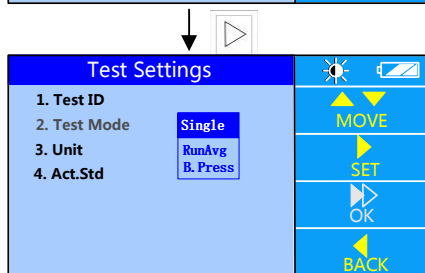 Test Settings
1. Test ID
2. Test Mode
3. Unit
4. Act.Std
Single
RunAvg
B. Press
MOVE
SET
OK
BACK